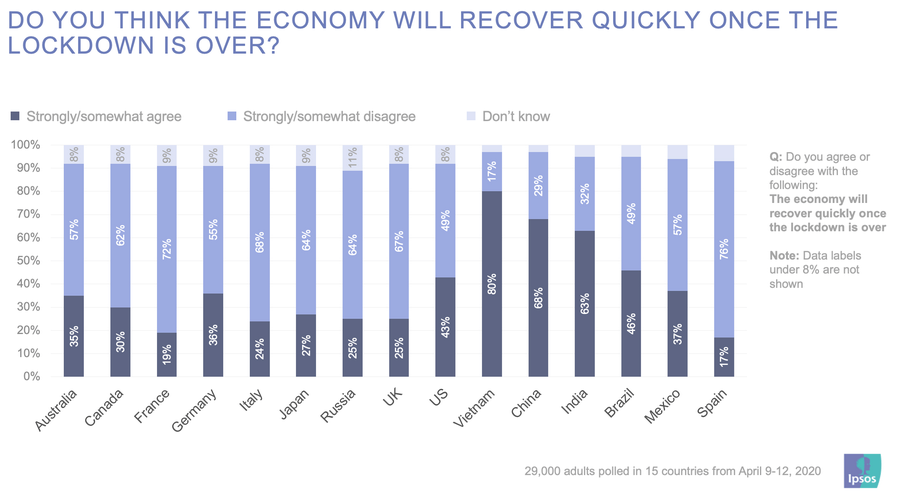 DO YOU THINK THE ECONOMY WILL RECOVER QUICKLY ONCE THE
LOCKDOWN IS OVER?
Strongly/somewhat agree
Strongly/somewhat disagree
Don't know
100%
90%
80%
70%
60%
50%
40%
30%
20%
10%
0%
8%
8%
9%
9%
8%
9%
11%
8%
8%
57%
62%
72%
55%
68%
64%
64%
67%
49%
17%
29%
32%
49%
57%
76%
35%
30%
19%
36%
24%
27%
25%
25%
43%
80%
68%
63%
46%
37%
17%
Australia
Canada
France
Germany
Italy
Japan
Russia
UK
US
Vietnam
China
India
Brazil
Mexico
Spain
Q: Do you agree or
disagree with the
following:
The economy will
recover quickly once
the lockdown is over
Note: Data labels
under 8% are not
shown
29,000 adults polled in 15 countries from April 9-12, 2020
Ipsos